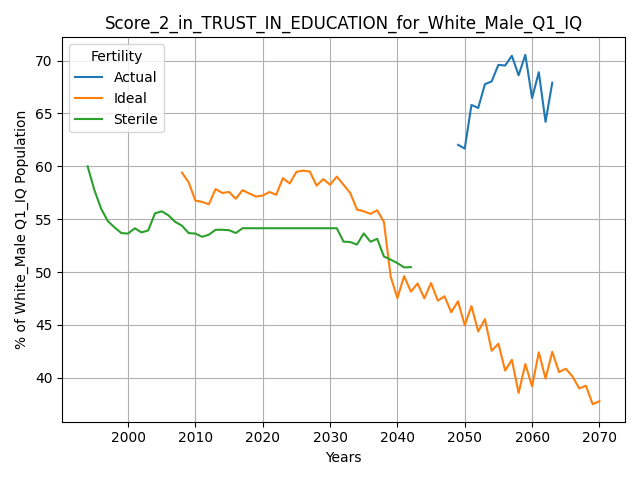 Score_2_in_TRUST_IN_EDUCATION_for_White_Male_Q1_IQ
Fertility
Actual
Ideal
Sterile
% of White_Male Q1_IQ Population
70
65
60
55
50
45
40
2000 2010 2020 2030 2040 2050 2060 2070
Years